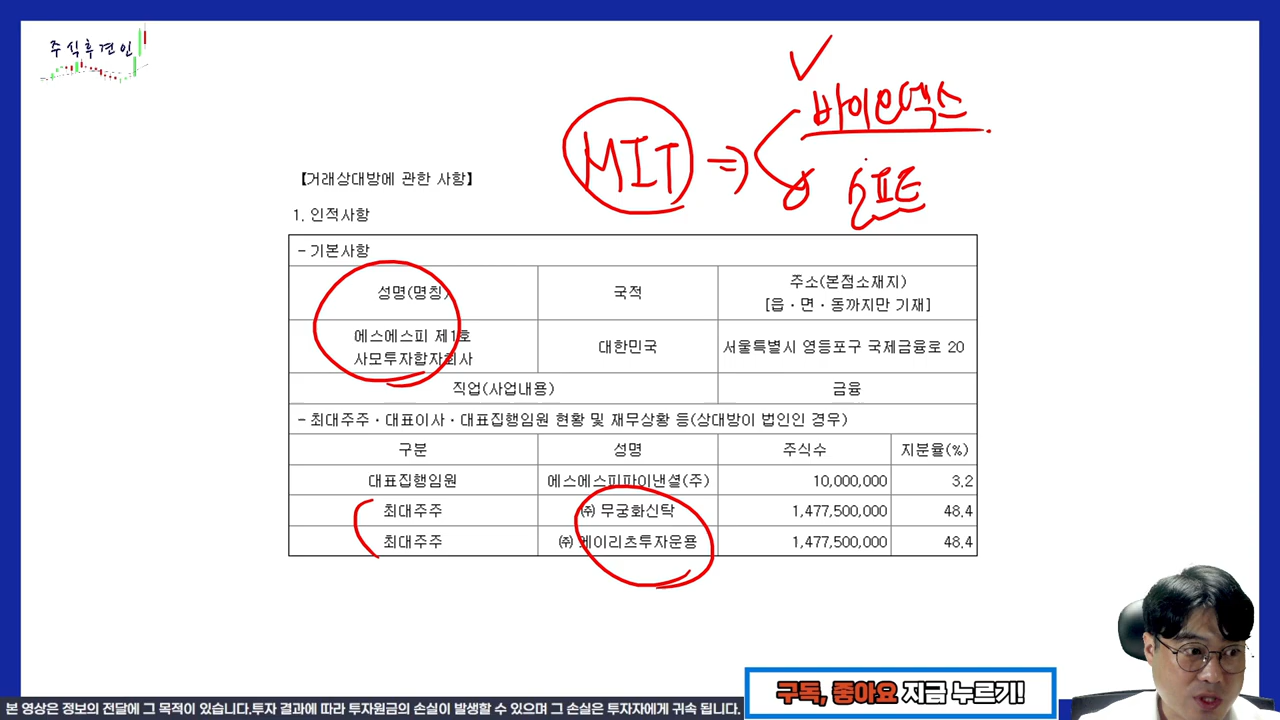 주식후견인
바이오넥스
MIT ⇒
【거래상대방에 관한 사항】
1. 인적사항
- 기본사항
성명(명칭) 국적 주소(본점소재지)
[읍·면·동까지만 기재]
에스에스피 제1호
사모투자합자회사 대한민국 서울특별시 영등포구 국제금융로 20
직업(사업내용) 금융
- 최대주주·대표이사·대표집행임원 현황 및 재무상황 등(상대방이 법인인 경우)
구분 성명 주식수 지분율(%)
대표집행임원 에스에스피파이낸셜(주) 10,000,000 3.2
최대주주 ㈜ 무궁화신탁 1,477,500,000 48.4
최대주주 ㈜ 케이리츠투자운용 1,477,500,000 48.4
구독, 좋아요 지금 누르기!
본 영상은 정보의 전달에 그 목적이 있습니다.투자 결과에 따라 투자원금의 손실이 발생할 수 있으며 그 손실은 투자자에게 귀속 됩니다.